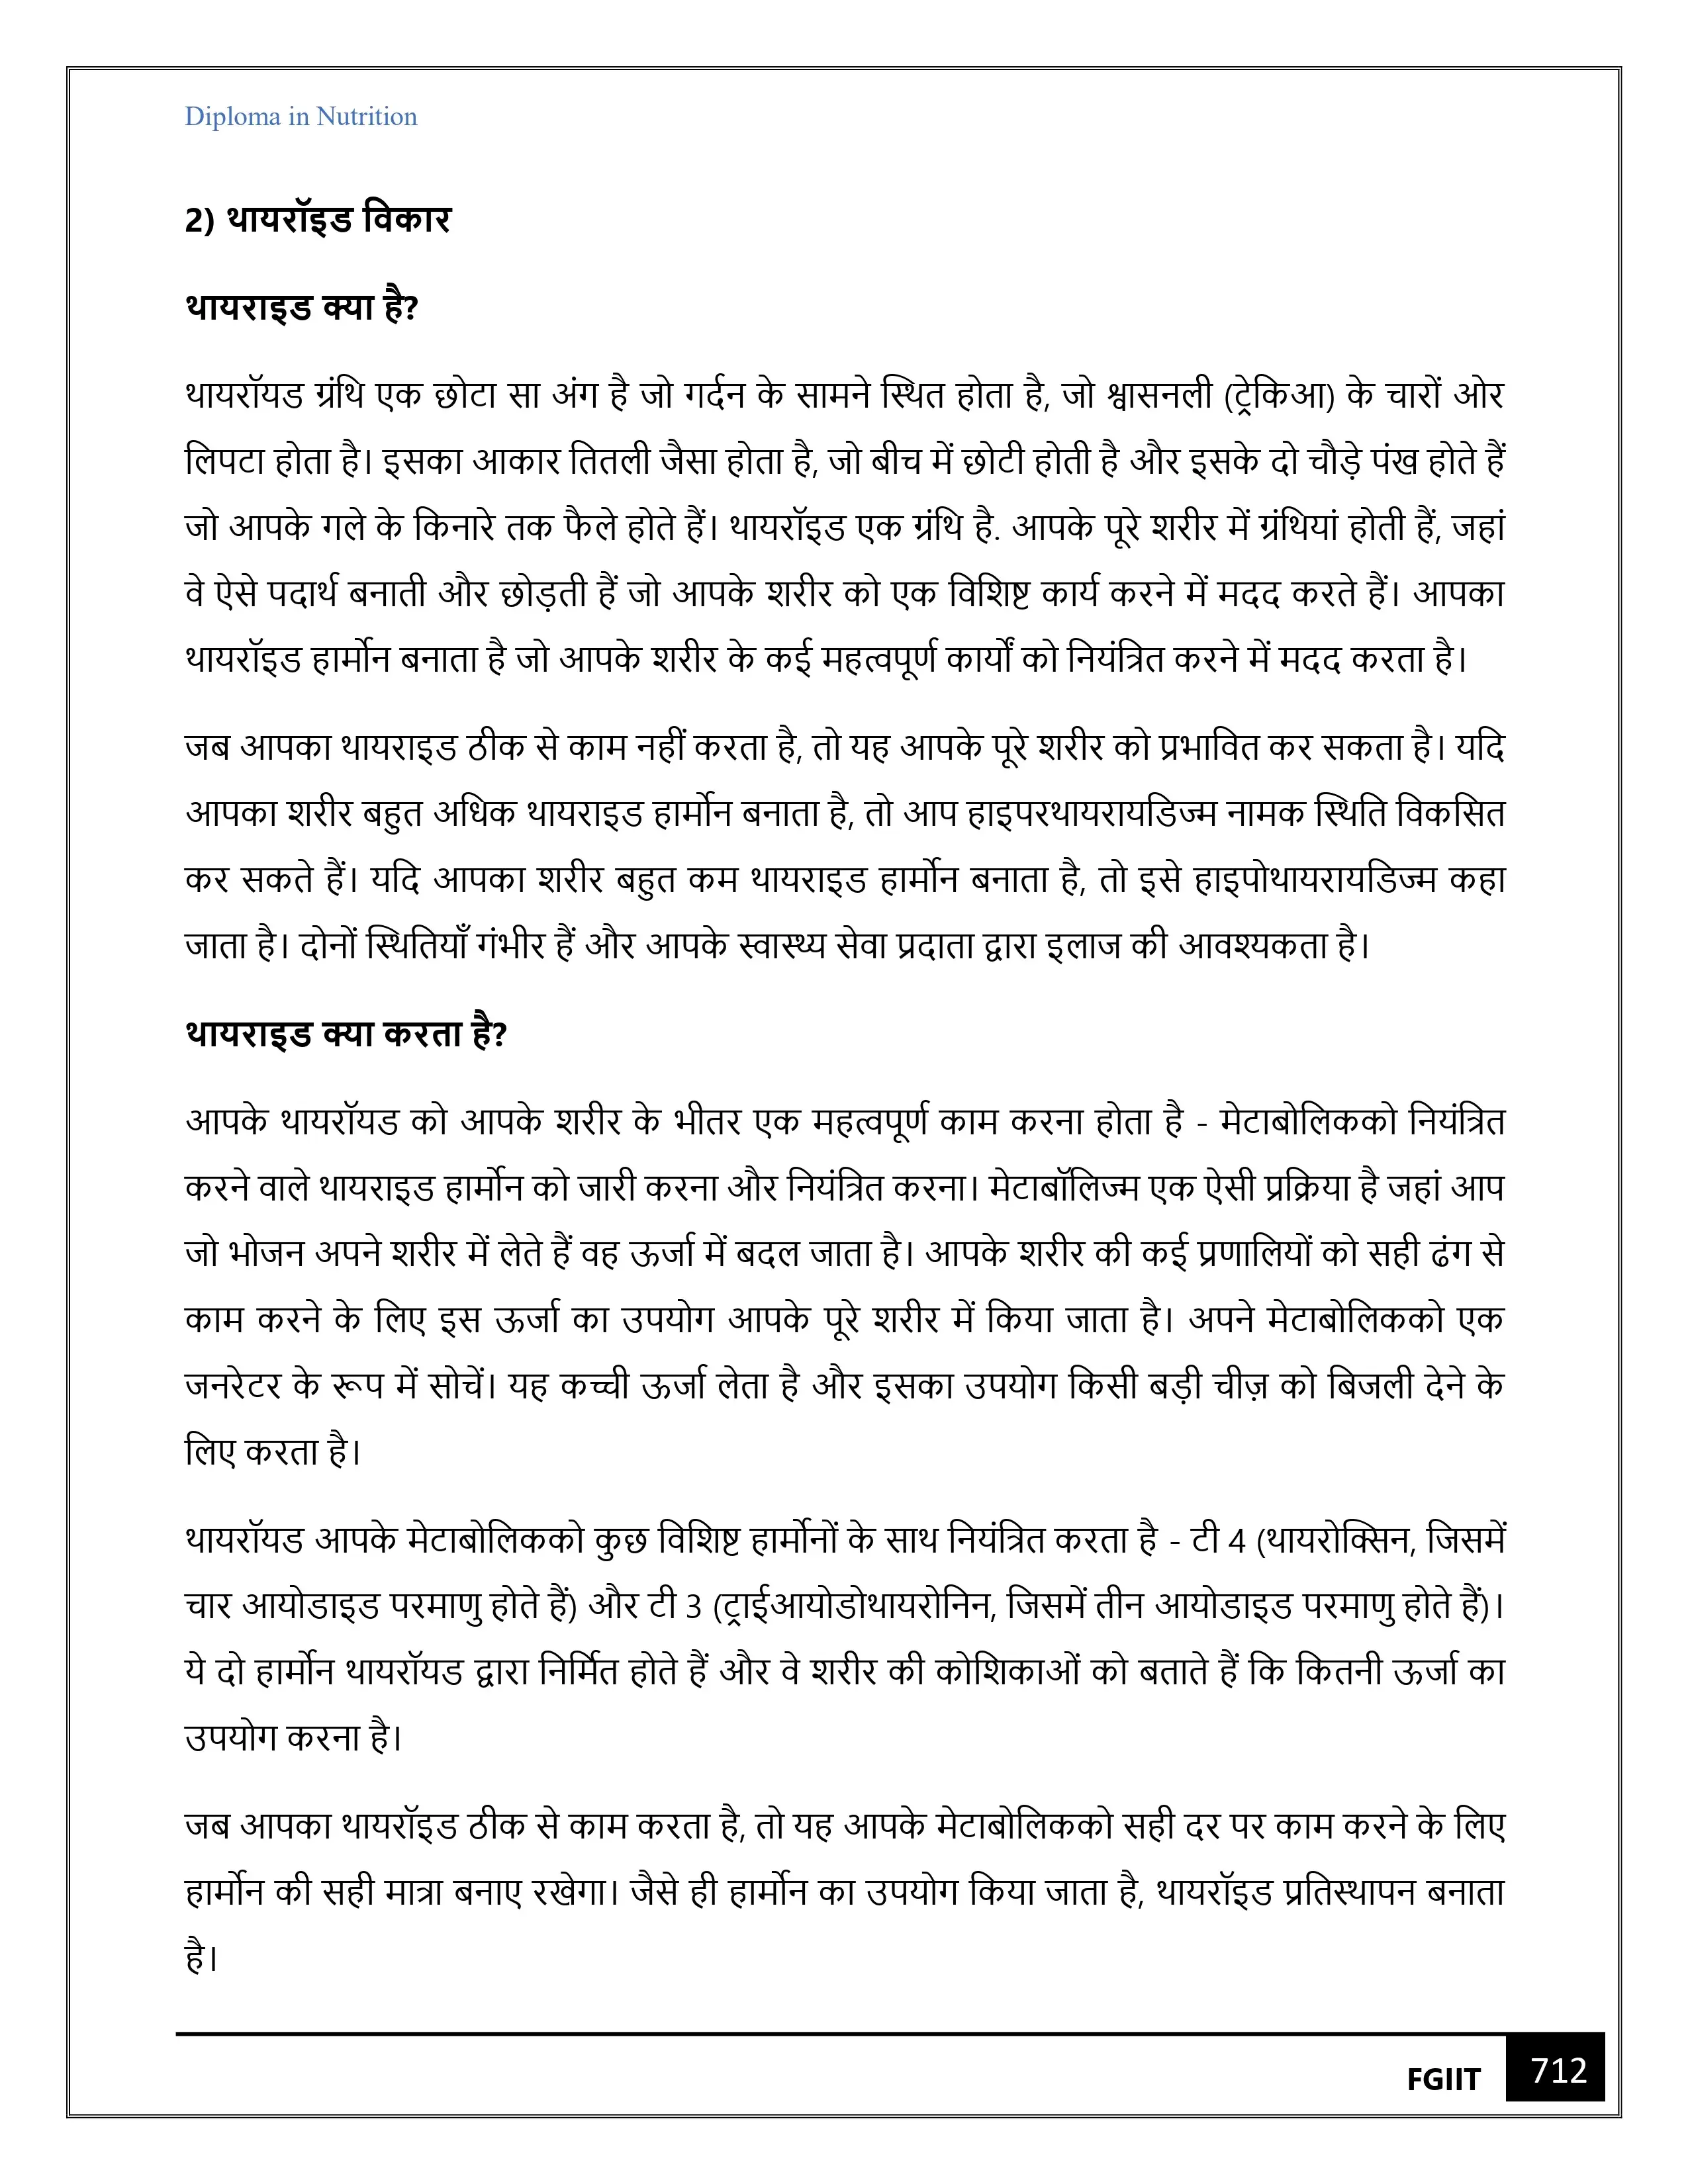 Diploma in Nutrition
2) थायरॉइड विकार
थायराइड क्या है?
थायरॉयड ग्रंथि एक छोटा सा अंग है जो गर्दन के सामने स्थित होता है, जो श्वासनली (ट्रेकिआ) के चारों ओर
लिपटा होता है। इसका आकार तितली जैसा होता है, जो बीच में छोटी होती है और इसके दो चौड़े पंख होते हैं
जो आपके गले के किनारे तक फैले होते हैं। थायरॉइड एक ग्रंथि है. आपके पूरे शरीर में ग्रंथियां होती हैं, जहां
वे ऐसे पदार्थ बनाती और छोड़ती हैं जो आपके शरीर को एक विशिष्ट कार्य करने में मदद करते हैं। आपका
थायरॉइड हार्मोन बनाता है जो आपके शरीर के कई महत्वपूर्ण कार्यों को नियंत्रित करने में मदद करता है।
जब आपका थायराइड ठीक से काम नहीं करता है, तो यह आपके पूरे शरीर को प्रभावित कर सकता है। यदि
आपका शरीर बहुत अधिक थायराइड हार्मोन बनाता है, तो आप हाइपरथायरायडिज्म नामक स्थिति विकसित
कर सकते हैं। यदि आपका शरीर बहुत कम थायराइड हार्मोन बनाता है, तो इसे हाइपोथायरायडिज्म कहा
जाता है। दोनों स्थितियाँ गंभीर हैं और आपके स्वास्थ्य सेवा प्रदाता द्वारा इलाज की आवश्यकता है।
थायराइड क्या करता है?
आपके थायरॉयड को आपके शरीर के भीतर एक महत्वपूर्ण काम करना होता है - मेटाबोलिकको नियंत्रित
करने वाले थायराइड हार्मोन को जारी करना और नियंत्रित करना। मेटाबॉलिज्म एक ऐसी प्रक्रिया है जहां आप
जो भोजन अपने शरीर में लेते हैं वह ऊर्जा में बदल जाता है। आपके शरीर की कई प्रणालियों को सही ढंग से
काम करने के लिए इस ऊर्जा का उपयोग आपके पूरे शरीर में किया जाता है। अपने मेटाबोलिकको एक
जनरेटर के रूप में सोचें। यह कच्ची ऊर्जा लेता है और इसका उपयोग किसी बड़ी चीज़ को बिजली देने के
लिए करता है।
थायरॉयड आपके मेटाबोलिकको कुछ विशिष्ट हार्मोनों के साथ नियंत्रित करता है - टी 4 (थायरोक्सिन, जिसमें
चार आयोडाइड परमाणु होते हैं) और टी 3 (ट्राईआयोडोथायरोनिन, जिसमें तीन आयोडाइड परमाणु होते हैं)।
ये दो हार्मोन थायरॉयड द्वारा निर्मित होते हैं और वे शरीर की कोशिकाओं को बताते हैं कि कितनी ऊर्जा का
उपयोग करना है।
जब आपका थायरॉइड ठीक से काम करता है, तो यह आपके मेटाबोलिकको सही दर पर काम करने के लिए
हार्मोन की सही मात्रा बनाए रखेगा। जैसे ही हार्मोन का उपयोग किया जाता है, थायरॉइड प्रतिस्थापन बनाता
है।
FGIIT 712